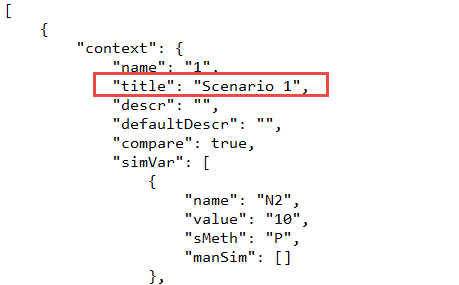 [
{
"context": {
"name": "1",
"title": "Scenario 1",
"descr": "",
"defaultDescr": "",
"compare": true,
"simVar": [
{
"name": "N2",
"value": "10",
"sMeth": "P",
"manSim": []
},